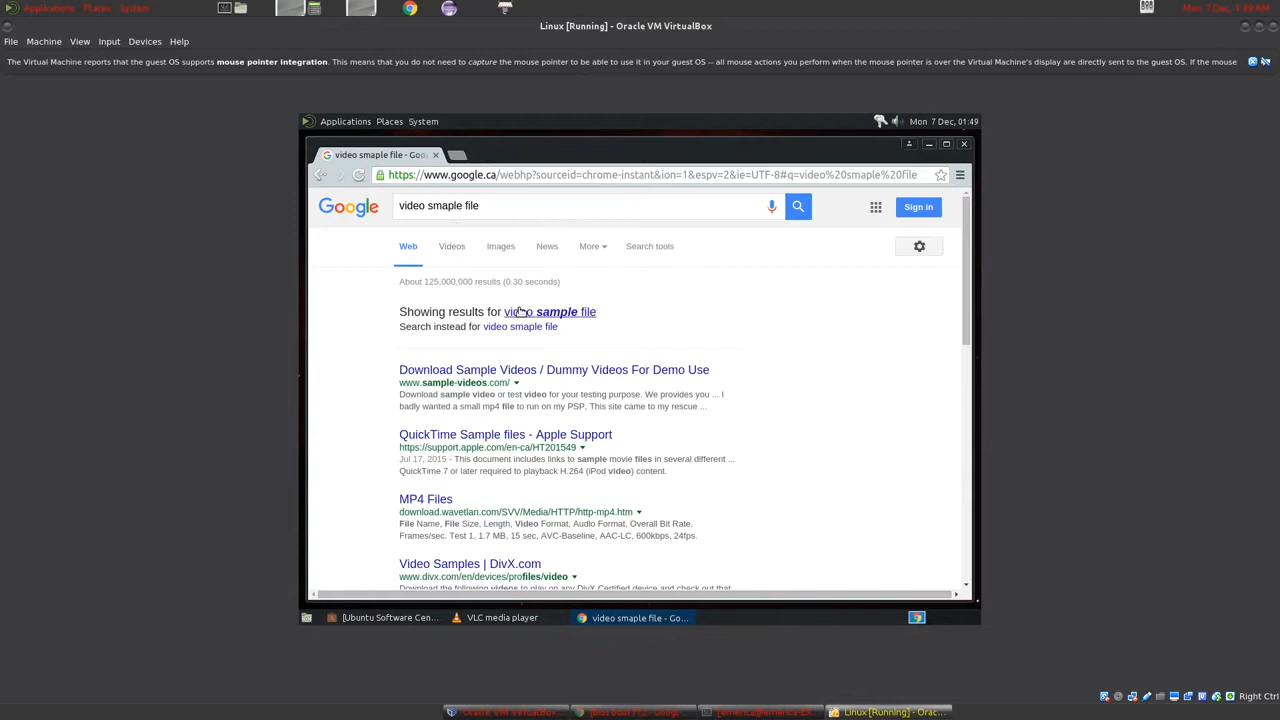 Applications Places System
Mon 7 Dec, 1:49 AM
Linux [Running] - Oracle VM VirtualBox
File Machine View Input Devices Help
The Virtual Machine reports that the guest OS supports mouse pointer integration. This means that you do not need to capture the mouse pointer to be able to use it in your guest OS -- all mouse actions you perform when the mouse pointer is over the Virtual Machine's display are directly sent to the guest OS. If the mouse
Applications Places System
Mon 7 Dec, 01:49
video smaple file - Goo
https://www.google.ca/webhp?sourceid=chrome-instant&ion=1&espv=2&ie=UTF-8#q=video%20smaple%20file
Google
video smaple file
Sign in
Web Videos Images News More Search tools
About 125,000,000 results (0.30 seconds)
Showing results for video sample file
Search instead for video smaple file
Download Sample Videos / Dummy Videos For Demo Use
www.sample-videos.com/
Download sample video or test video for your testing purpose. We provides you ... I
badly wanted a small mp4 file to run on my PSP, This site came to my rescue ...
QuickTime Sample files - Apple Support
https://support.apple.com/en-ca/HT201549
Jul 17, 2015 - This document includes links to sample movie files in several different ...
QuickTime 7 or later required to playback H.264 (iPod video) content.
MP4 Files
download.wavetlan.com/SVV/Media/HTTP/http-mp4.htm
File Name, File Size, Length, Video Format, Audio Format, Overall Bit Rate,
Frames/sec. Test 1, 1.7 MB, 15 sec, AVC-Baseline, AAC-LC, 600kbps, 24fps.
Video Samples | DivX.com
www.divx.com/en/devices/profiles/video
Download the following videos to play on any DivX Certified device and check out that
[Ubuntu Software Cen... VLC media player video smaple file - Go...
Right Ctrl
Oracle VM VirtualBox Linux [Running] - Orac...